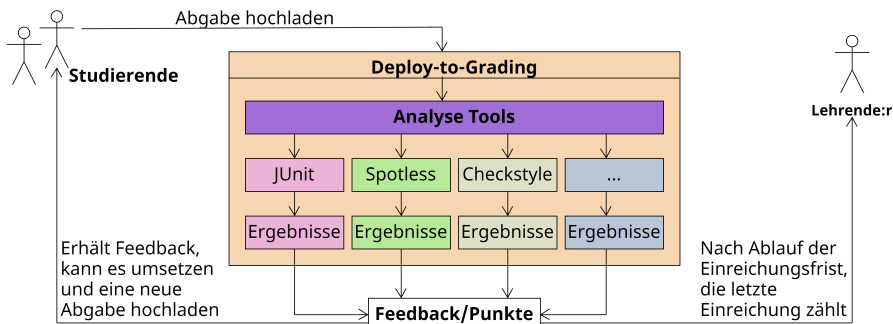 Abgabe hochladen
Studierende
Deploy-to-Grading
Lehrende:r
Analyse Tools
JUnit
Spotless
Checkstyle
...
Ergebnisse
Ergebnisse
Ergebnisse
Ergebnisse
Erhält Feedback,
kann es umsetzen
und eine neue
Abgabe hochladen
Nach Ablauf der
Einreichungsfrist,
die letzte
Einreichung zählt
Feedback/Punkte